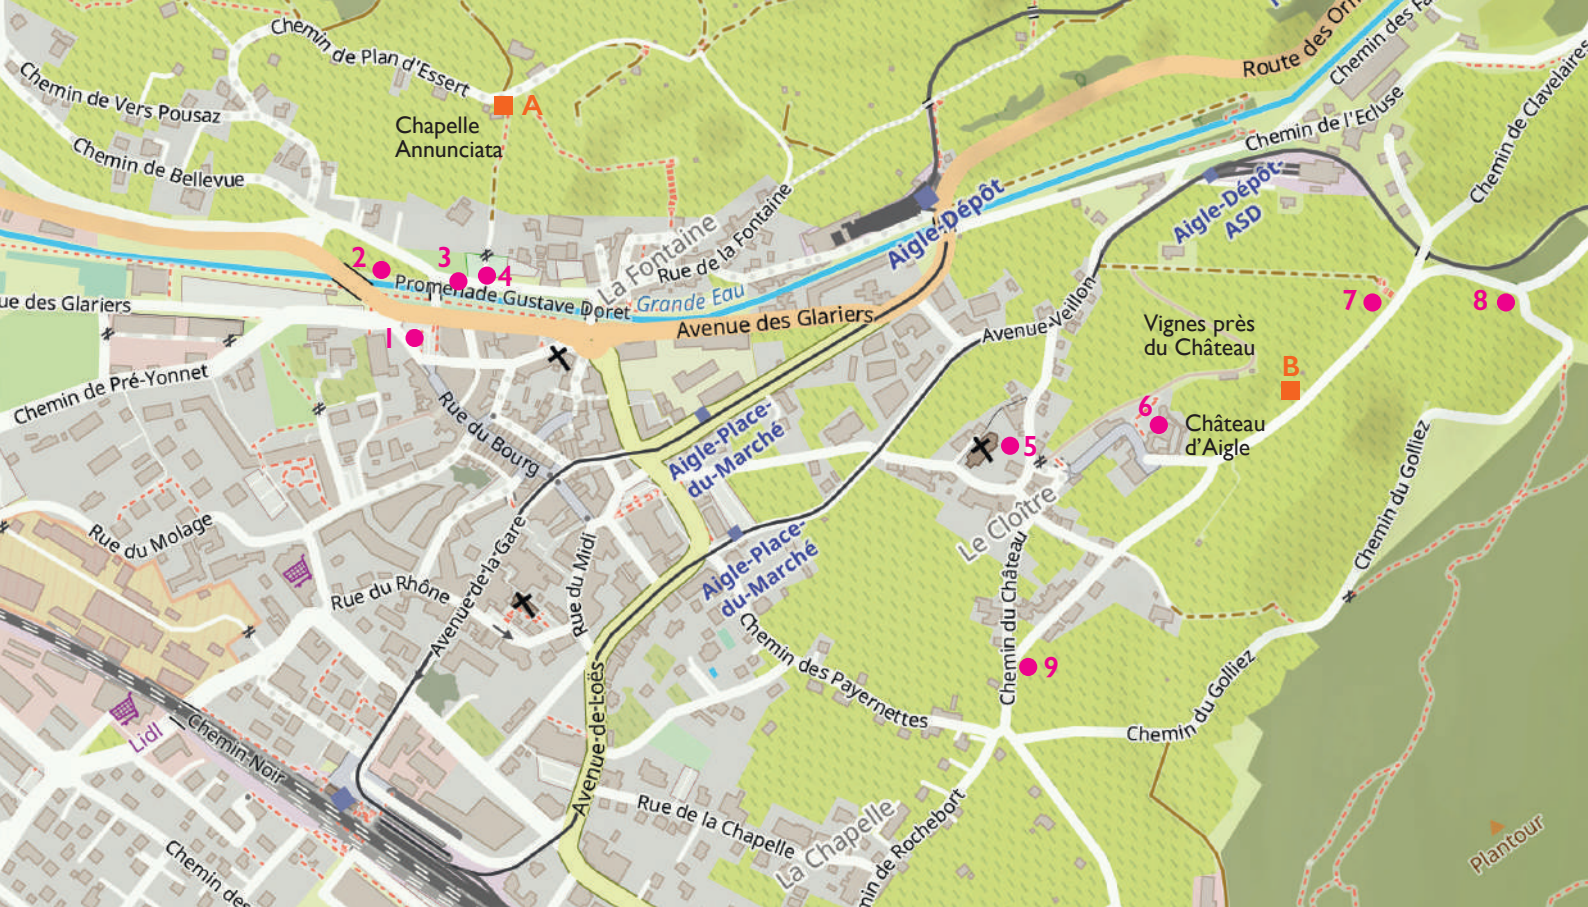 Chemin de Plan d'Essert
A
Chapelle
Annunciata
Chemin de Vers Pousaz
Chemin de Bellevue
Route des Orm
Chemin des Fa
Chemin de l'Ecluse
Chemin de Clavelaires
Aigle-Dépôt-
ASD
Aigle-Dépôt
La Fontaine
Rue de la Fontaine
2
3
4
Promenade Gustave Doret
Grande Eau
ue des Glariers
Avenue des Glariers
1
Avenue Veillon
7
8
Vignes près
du Château
B
Chemin de Pré-Yonnet
Rue du Bourg
Aigle-Place-
du-Marché
6
Château
d'Aigle
5
Le Cloître
Chemin du Golliez
Rue du Molage
Rue du Rhône
Avenue-de-la-Gare
Rue du Midi
Aigle-Place-
du-Marché
Chemin du Château
9
Chemin des Payernettes
Chemin du Golliez
Avenue-de-Loës
Lidl
Chemin-Noir
Rue de la Chapelle
La Chapelle
min de Rochebort
Chemin des
Plantour